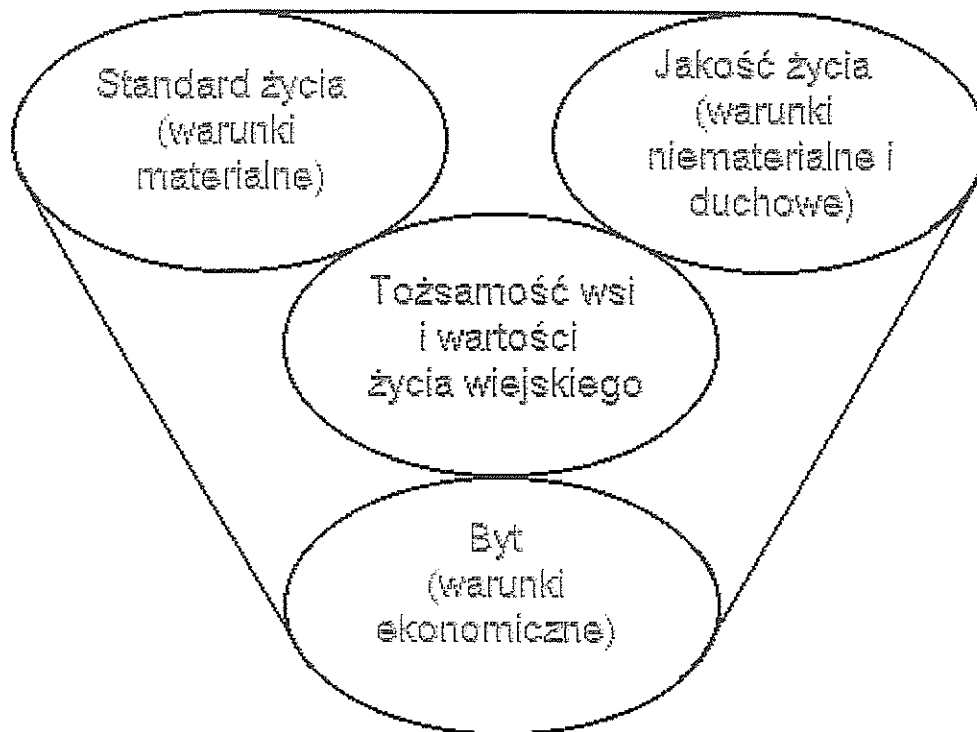 Standard życia
(warunki
materialne)
Jakość życia
(warunki
niematerialne i
duchowe)
Tożsamość wsi
i wartości
życia wiejskiego
Byt
(warunki
ekonomiczne)